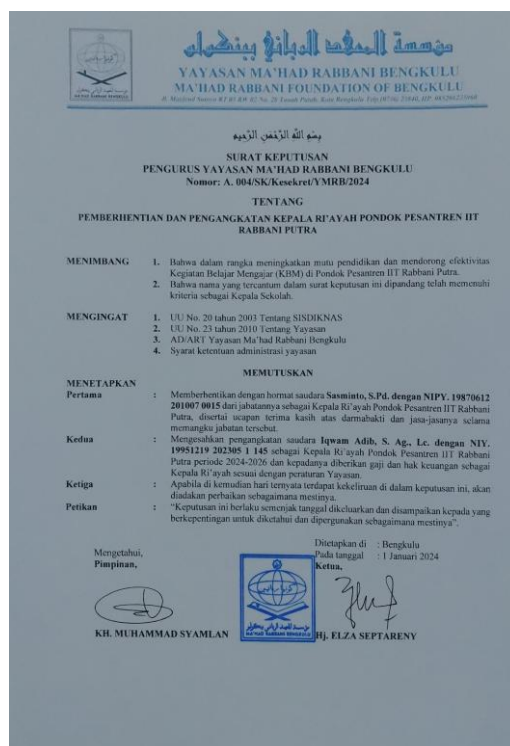 مؤسسة المعهد الرباني ببنكولو
YAYASAN MA'HAD RABBANI BENGKULU
MA'HAD RABBANI FOUNDATION OF BENGKULU
بسم الله الرحمن الرحيم
SURAT KEPUTUSAN
PENGURUS YAYASAN MA'HAD RABBANI BENGKULU
Nomor: A. 004/SK/Kesekret/YMRB/2024
TENTANG
PEMBERHENTIAN DAN PENGANGKATAN KEPALA RI'AYAH PONDOK PESANTREN IIT
RABBANI PUTRA
MENIMBANG 1. Bahwa dalam rangka meningkatkan mutu pendidikan dan mendorong efektivitas
Kegiatan Belajar Mengajar (KBM) di Pondok Pesantren IIT Rabbani Putra.
2. Bahwa nama yang tercantum dalam surat keputusan ini dipandang telah memenuhi
kriteria sebagai Kepala Sekolah.
MENGINGAT 1. UU No. 20 tahun 2003 Tentang SISDIKNAS
2. UU No. 23 tahun 2010 Tentang Yayasan
3. AD/ART Yayasan Ma'had Rabbani Bengkulu
4. Syarat ketentuan administrasi yayasan
MEMUTUSKAN
MENETAPKAN
Pertama : Memberhentikan dengan hormat saudara Sasminto, S.Pd. dengan NIPY. 19870612
201007 0015 dari jabatannya sebagai Kepala Ri'ayah Pondok Pesantren IIT Rabbani
Putra, disertai ucapan terima kasih atas darmabakti dan jasa-jasanya selama
memangku jabatan tersebut.
Kedua : Mengesahkan pengangkatan saudara Iqwam Adib, S. Ag., Lc. dengan NIY.
19951219 202305 1 145 sebagai Kepala Ri'ayah Pondok Pesantren IIT Rabbani
Putra periode 2024-2026 dan kepadanya diberikan gaji dan hak keuangan sebagai
Kepala Ri'ayah sesuai dengan peraturan Yayasan.
Ketiga : Apabila di kemudian hari ternyata terdapat kekeliruan di dalam keputusan ini, akan
diadakan perbaikan sebagaimana mestinya.
Petikan : "Keputusan ini berlaku semenjak tanggal dikeluarkan dan disampaikan kepada yang
berkepentingan untuk diketahui dan dipergunakan sebagaimana mestinya".
Ditetapkan di : Bengkulu
Pada tanggal : 1 Januari 2024
Mengetahui,
Pimpinan,
Ketua,
KH. MUHAMMAD SYAMLAN
MA'HAD RABBANI BENGKULU
Hj. ELZA SEPTARENY